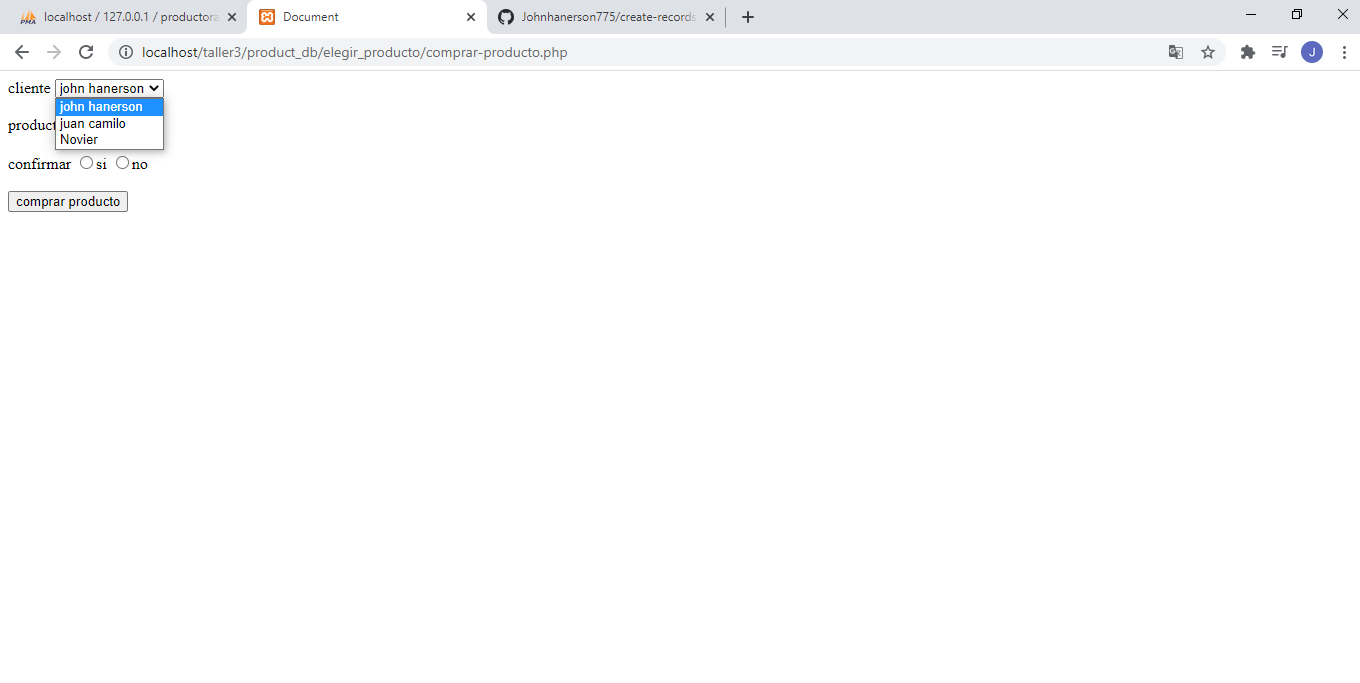 localhost / 127.0.0.1 / productora
Document
Johnhanerson775/create-records
localhost/taller3/product_db/elegir_producto/comprar-producto.php
J
cliente john hanerson
john hanerson
juan camilo
Novier
product
confirmar si no
comprar producto